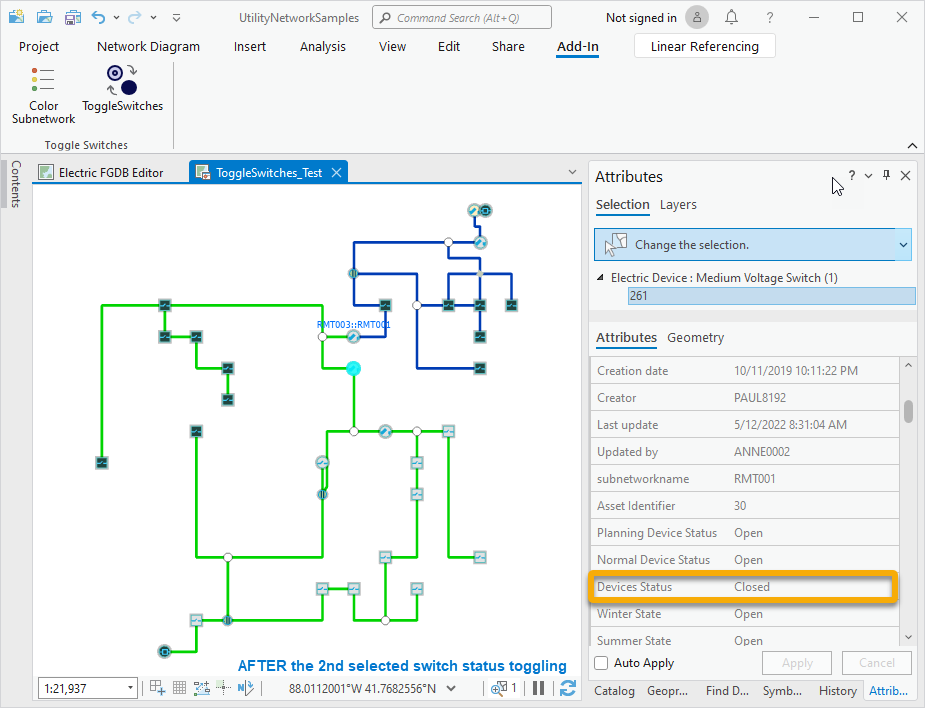 UtilityNetworkSamples
Command Search (Alt+Q)
Not signed in
?
Project
Network Diagram
Insert
Analysis
View
Edit
Share
Add-In
Linear Referencing
Color
Subnetwork
ToggleSwitches
Toggle Switches
Contents
Electric FGDB Editor
ToggleSwitches_Test
RMT003::RMT001
AFTER the 2nd selected switch status toggling
1:21,937
88.0112001°W 41.7682556°N
1
Attributes
?
Selection
Layers
Change the selection.
Electric Device : Medium Voltage Switch (1)
261
Attributes
Geometry
Creation date 10/11/2019 10:11:22 PM
Creator PAUL8192
Last update 5/12/2022 8:31:04 AM
Updated by ANNE0002
subnetworkname RMT001
Asset Identifier 30
Planning Device Status Open
Normal Device Status Open
Devices Status Closed
Winter State Open
Summer State Open
Auto Apply
Apply
Cancel
Catalog
Geopr...
Find D...
Symb...
History
Attrib...